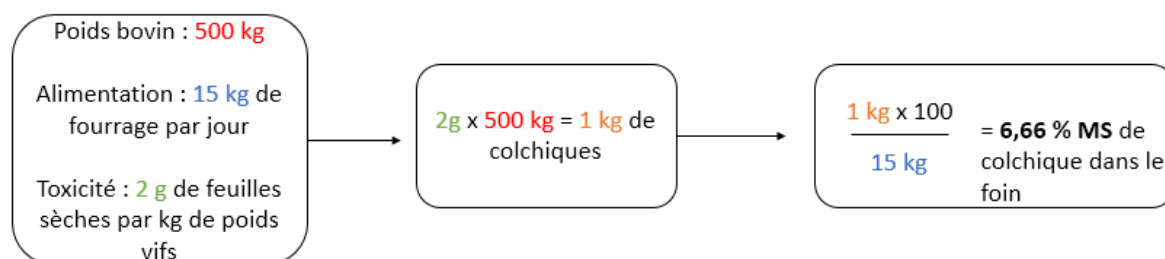 Poids bovin : 500 kg
Alimentation : 15 kg de
fourrage par jour
Toxicité : 2 g de feuilles
sèches par kg de poids
vifs
2g x 500 kg = 1 kg de
colchiques
1 kg x 100
15 kg
= 6,66 % MS de
colchique dans le
foin